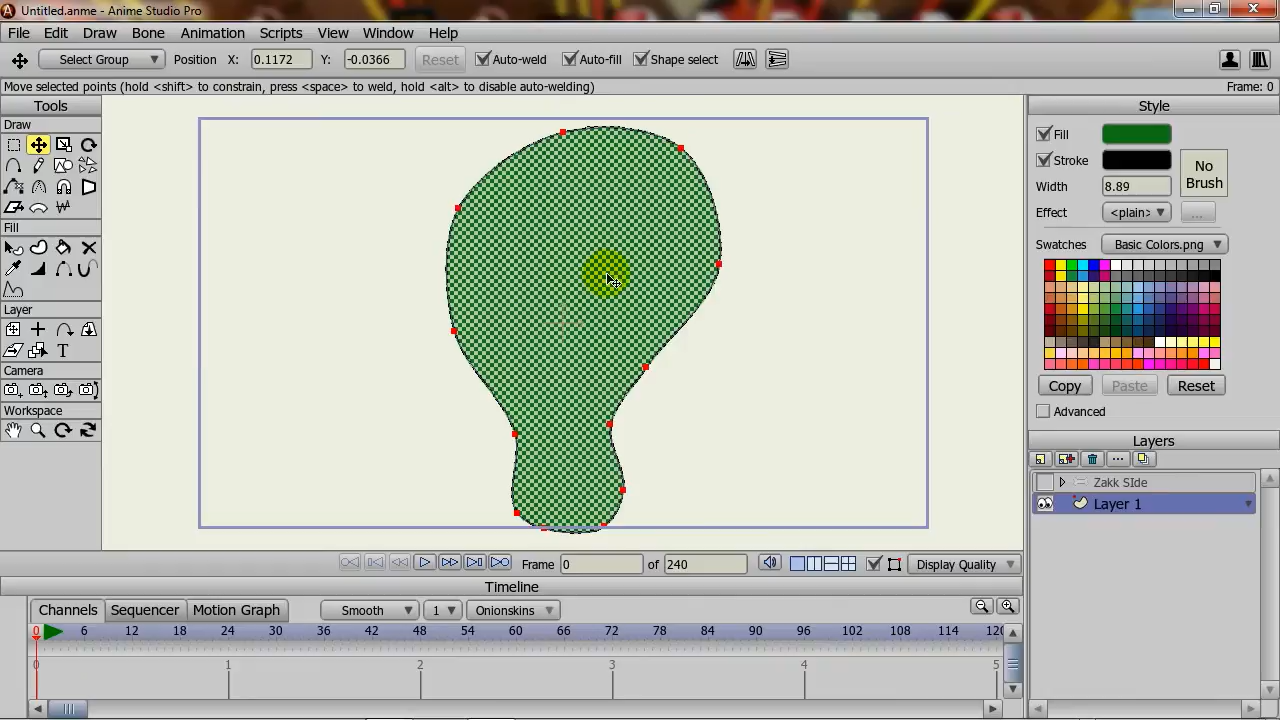 Untitled.anme - Anime Studio Pro
File Edit Draw Bone Animation Scripts View Window Help
Select Group Position X: 0.1172 Y: -0.0366 Reset Auto-weld Auto-fill Shape select
Move selected points (hold <shift> to constrain, press <space> to weld, hold <alt> to disable auto-welding) Frame: 0
Tools
Draw
Fill
Layer
Camera
Workspace
Style
Fill
Stroke
No Brush
Width 8.89
Effect <plain> ...
Swatches Basic Colors.png
Copy Paste Reset
Advanced
Layers
Zakk SIde
Layer 1
Frame 0 of 240 Display Quality
Timeline
Channels Sequencer Motion Graph Smooth 1 Onionskins
0 6 12 18 24 30 36 42 48 54 60 66 72 78 84 90 96 102 108 114 120
0 1 2 3 4 5